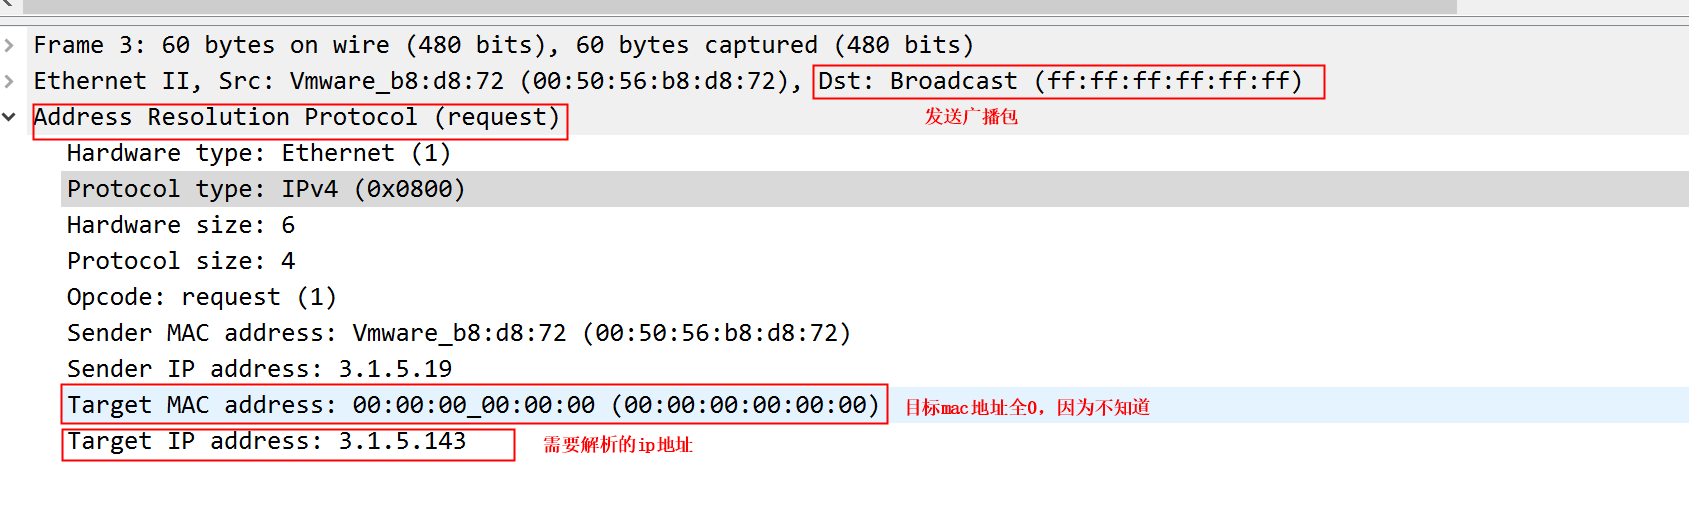 Frame 3: 60 bytes on wire (480 bits), 60 bytes captured (480 bits)
Ethernet II, Src: Vmware_b8:d8:72 (00:50:56:b8:d8:72), Dst: Broadcast (ff:ff:ff:ff:ff:ff)
Address Resolution Protocol (request)
发送广播包
Hardware type: Ethernet (1)
Protocol type: IPv4 (0x0800)
Hardware size: 6
Protocol size: 4
Opcode: request (1)
Sender MAC address: Vmware_b8:d8:72 (00:50:56:b8:d8:72)
Sender IP address: 3.1.5.19
Target MAC address: 00:00:00_00:00:00 (00:00:00:00:00:00)
目标mac地址全0，因为不知道
Target IP address: 3.1.5.143
需要解析的ip地址